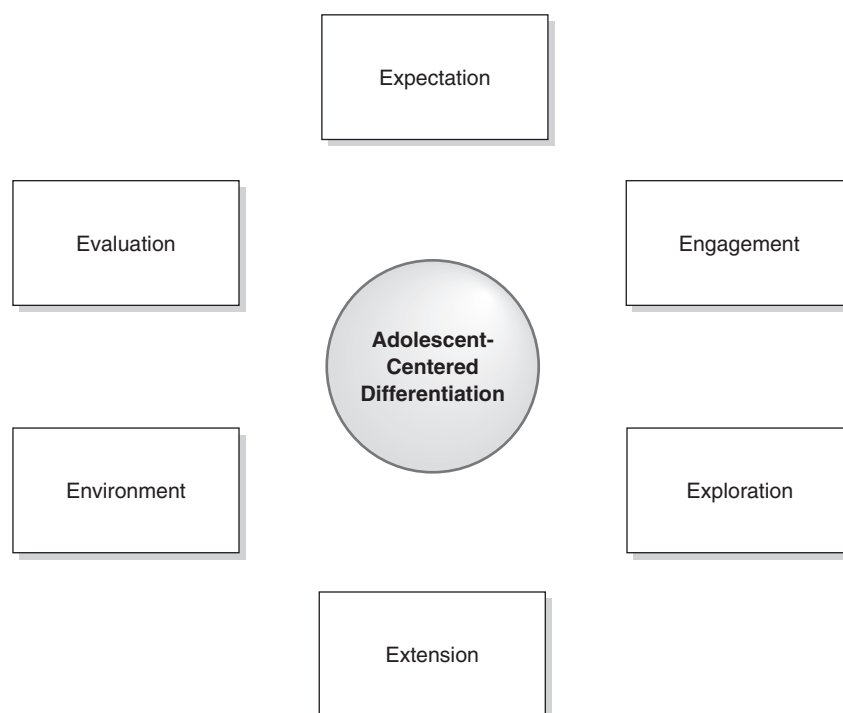 Expectation
Evaluation
Engagement
Adolescent-
Centered
Differentiation
Environment
Exploration
Extension